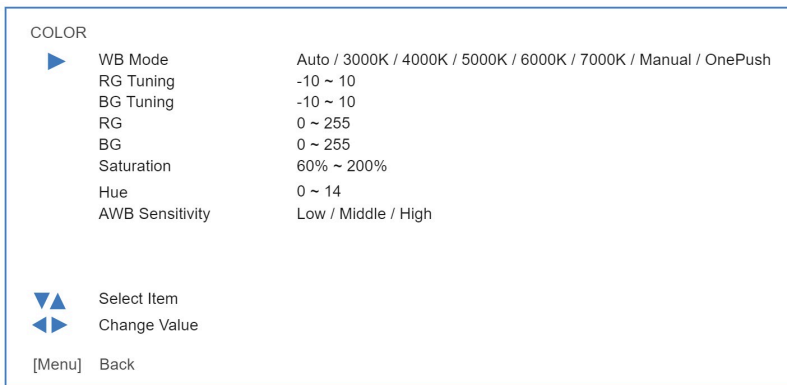 COLOR
WB Mode Auto / 3000K / 4000K / 5000K / 6000K / 7000K / Manual / OnePush
RG Tuning -10 ~ 10
BG Tuning -10 ~ 10
RG 0 ~ 255
BG 0 ~ 255
Saturation 60% ~ 200%
Hue 0 ~ 14
AWB Sensitivity Low / Middle / High
Select Item
Change Value
[Menu] Back